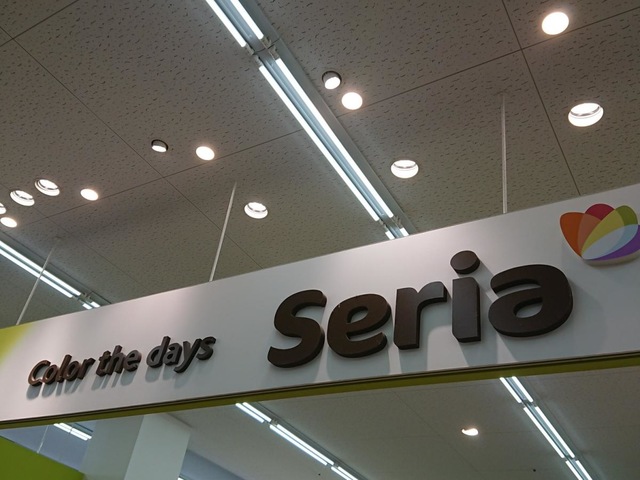 Color the days Seria